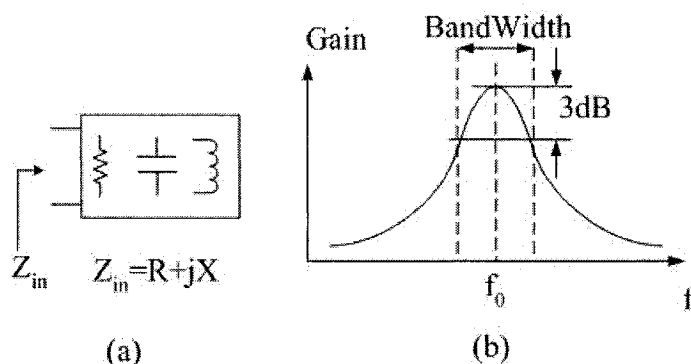 Gain
BandWidth
3dB
Z_in
Z_in=R+jX
f_0
f
(a)
(b)